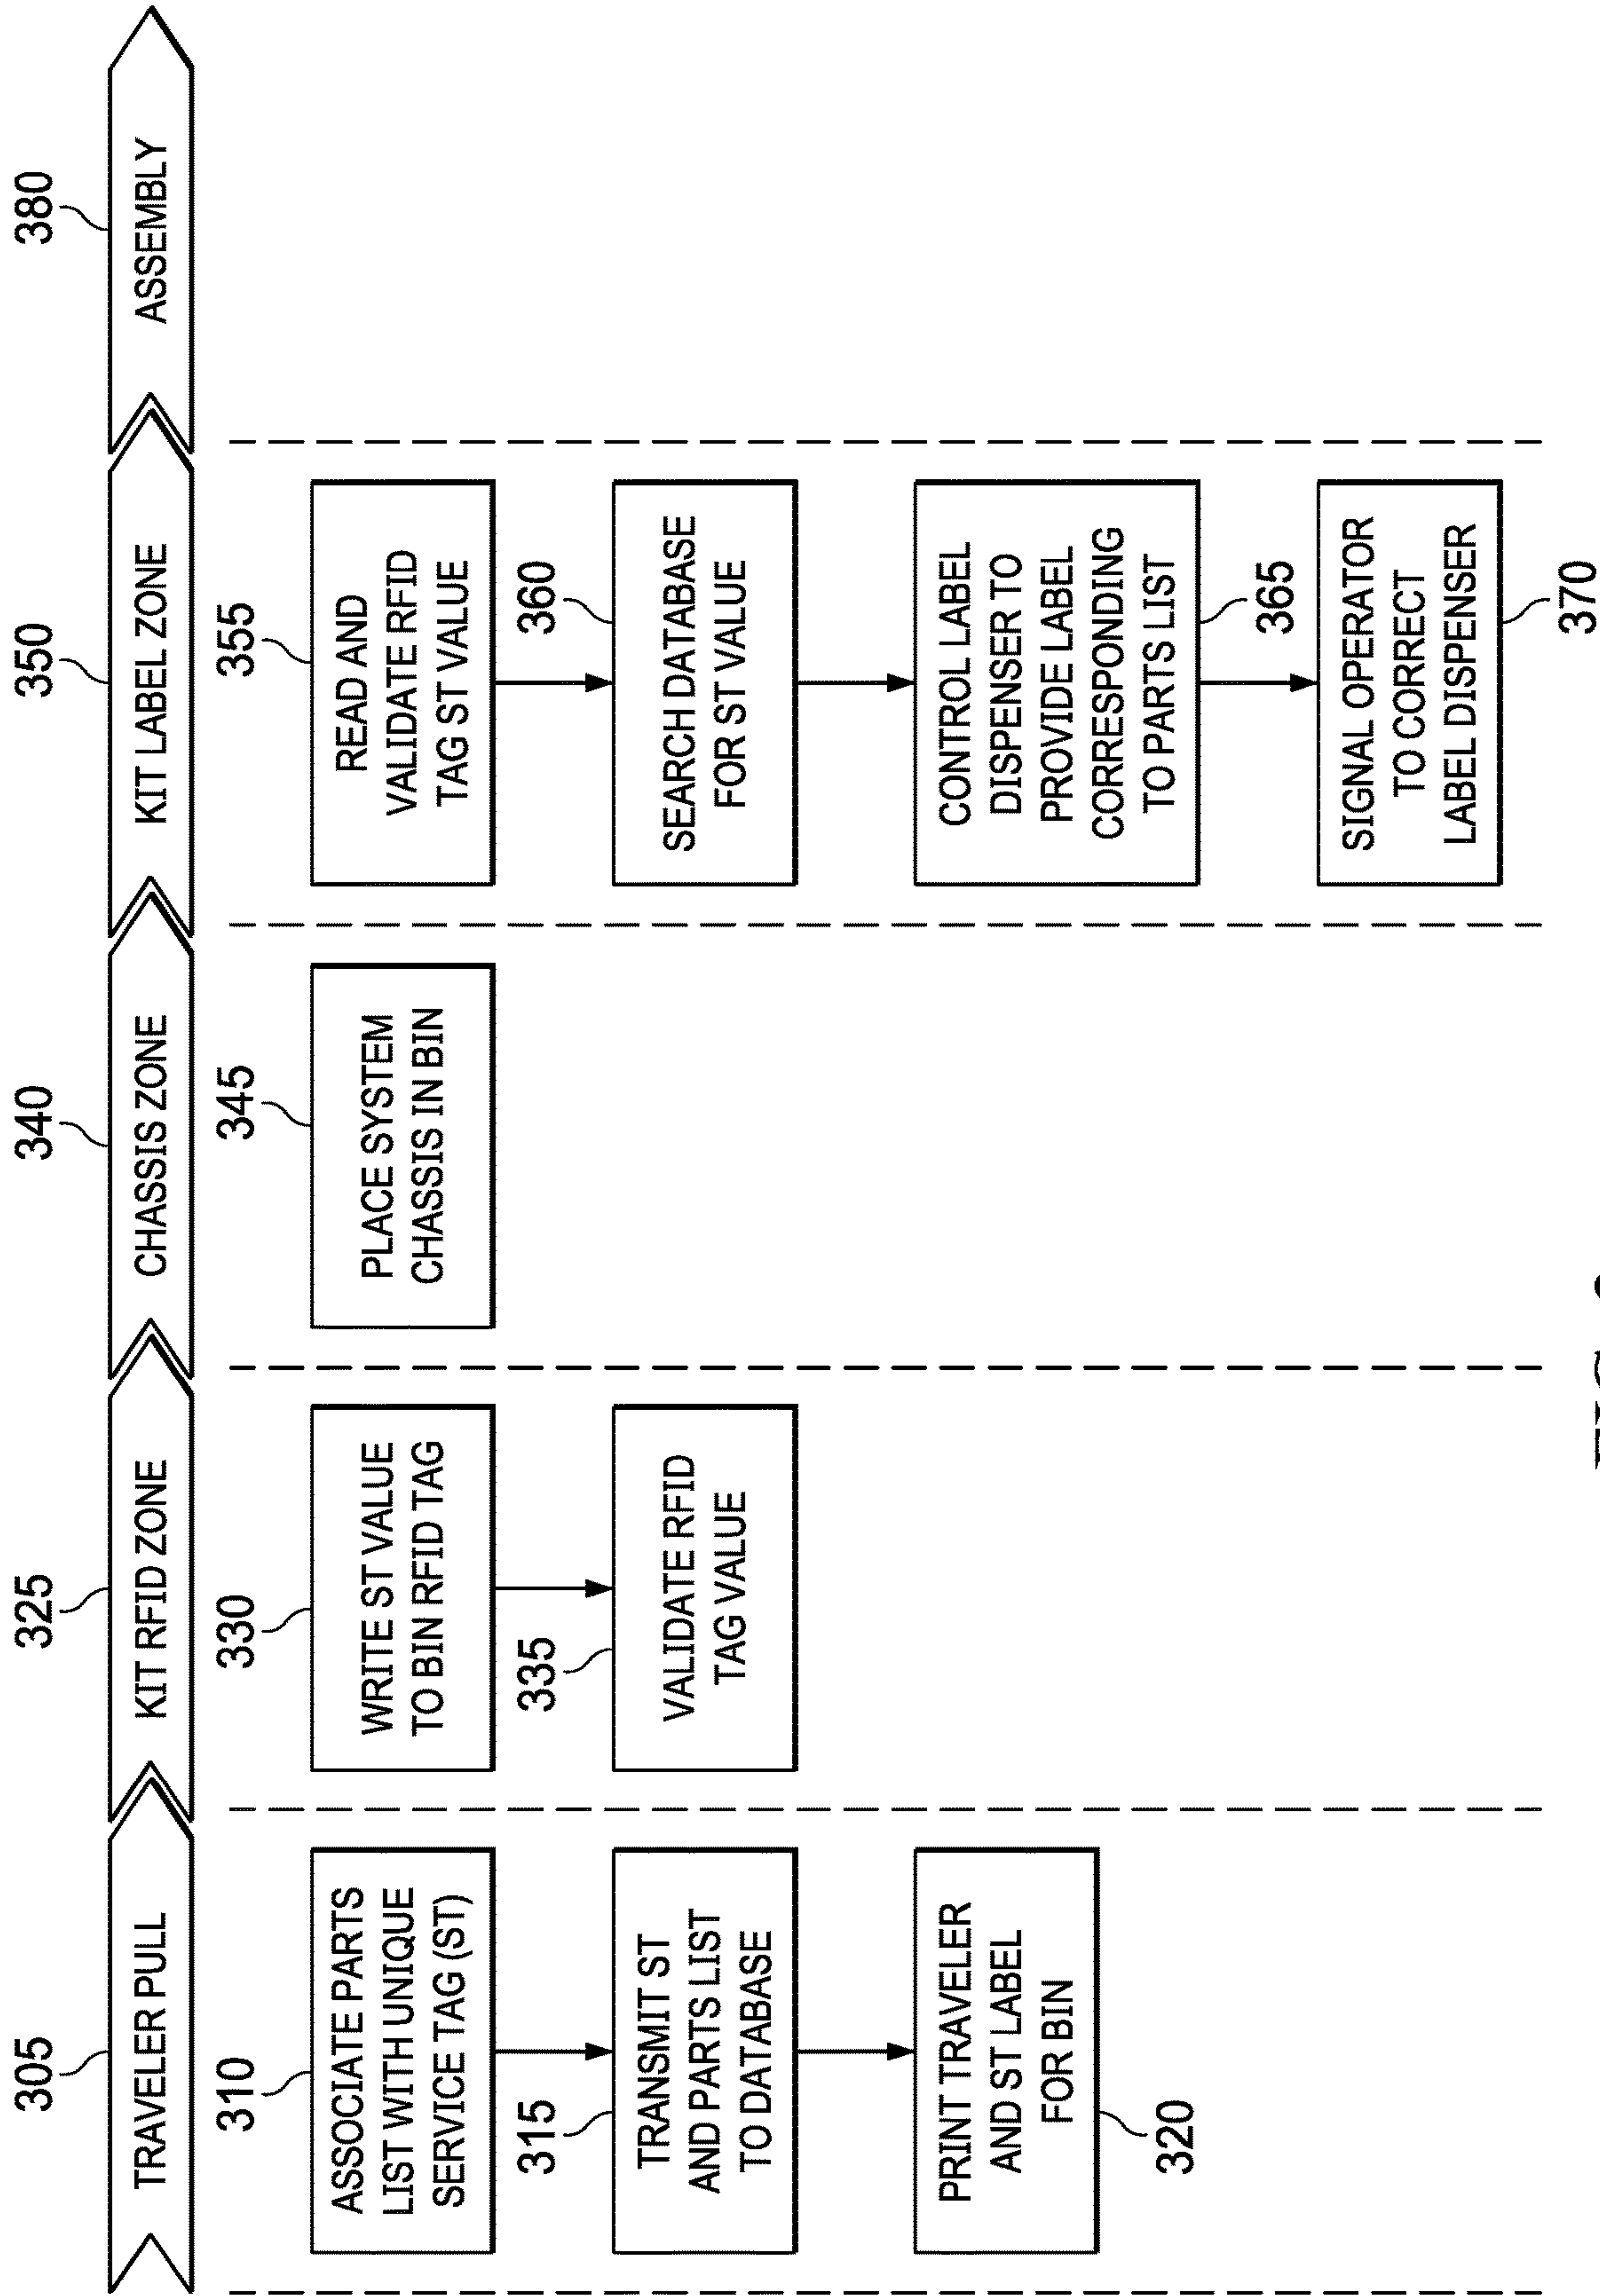 305
TRAVELER PULL
310
ASSOCIATE PARTS
LIST WITH UNIQUE
SERVICE TAG (ST)
315
TRANSMIT ST
AND PARTS LIST
TO DATABASE
PRINT TRAVELER
AND ST LABEL
FOR BIN
320
325
KIT RFID ZONE
330
WRITE ST VALUE
TO BIN RFID TAG
335
VALIDATE RFID
TAG VALUE
340
CHASSIS ZONE
345
PLACE SYSTEM
CHASSIS IN BIN
350
KIT LABEL ZONE
355
READ AND
VALIDATE RFID
TAG ST VALUE
360
SEARCH DATABASE
FOR ST VALUE
CONTROL LABEL
DISPENSER TO
PROVIDE LABEL
CORRESPONDING
TO PARTS LIST
365
SIGNAL OPERATOR
TO CORRECT
LABEL DISPENSER
370
380
ASSEMBLY